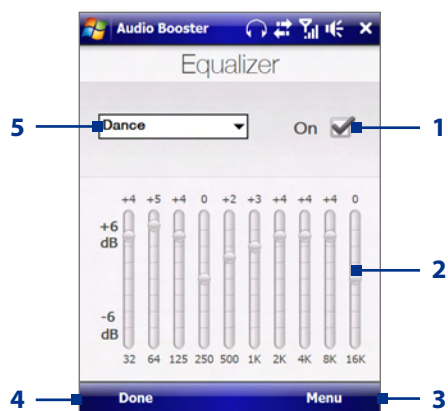 Audio Booster
Equalizer
5 Dance On 1
+4 +5 +4 0 +2 +3 +4 +4 +4 0
+6
dB
2
-6
dB
32 64 125 250 500 1K 2K 4K 8K 16K
4 Done Menu 3